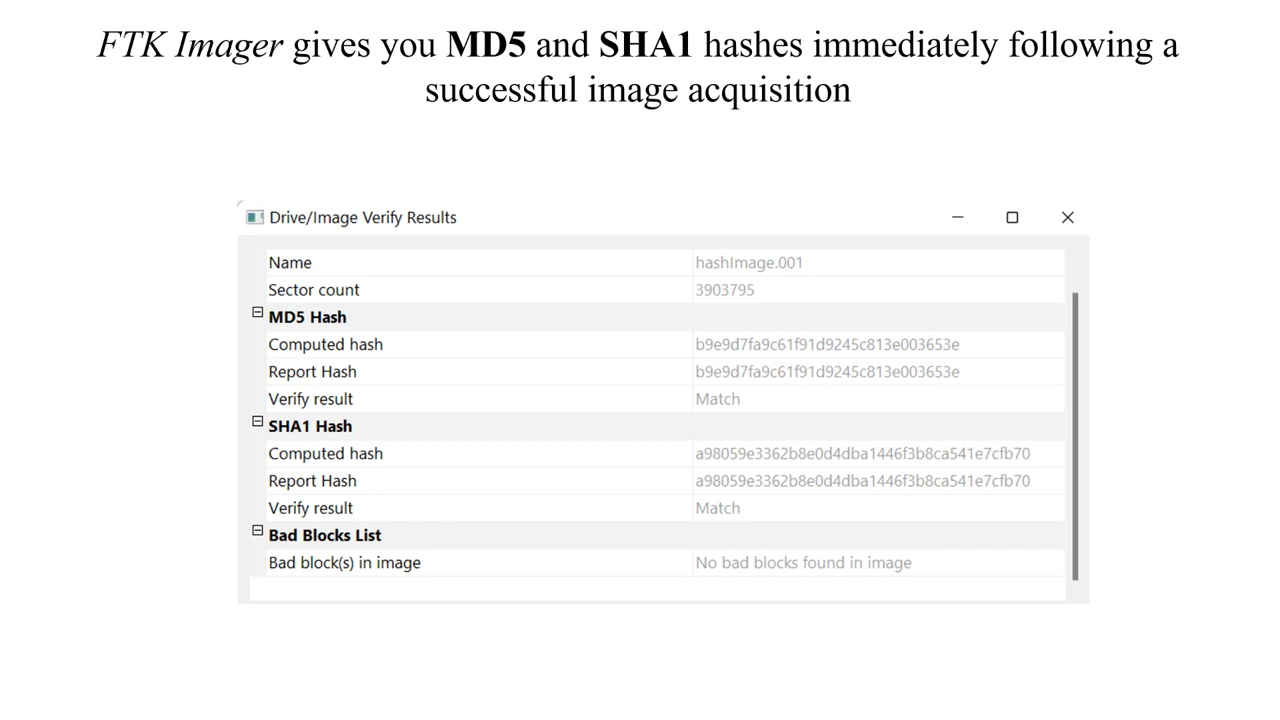 FTK Imager gives you MD5 and SHA1 hashes immediately following a
successful image acquisition
Drive/Image Verify Results
Name hashImage.001
Sector count 3903795
MD5 Hash
Computed hash b9e9d7fa9c61f91d9245c813e003653e
Report Hash b9e9d7fa9c61f91d9245c813e003653e
Verify result Match
SHA1 Hash
Computed hash a98059e3362b8e0d4dba1446f3b8ca541e7cfb70
Report Hash a98059e3362b8e0d4dba1446f3b8ca541e7cfb70
Verify result Match
Bad Blocks List
Bad block(s) in image No bad blocks found in image